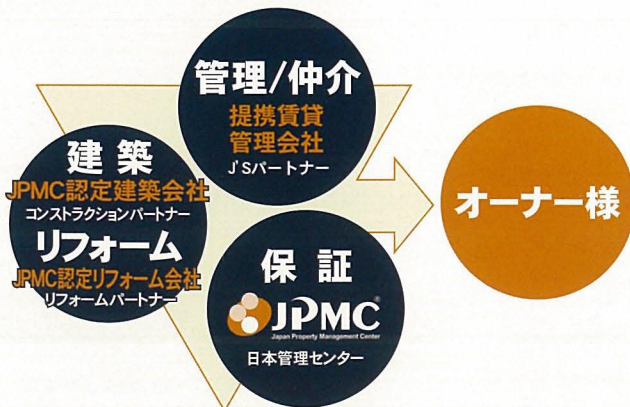 管理/仲介
提携賃貸
管理会社
J'Sパートナー
建築
JPMC認定建築会社
コンストラクションパートナー
リフォーム
JPMC認定リフォーム会社
リフォームパートナー
保証
JPMC®
Japan Property Management Center
日本管理センター
オーナー様